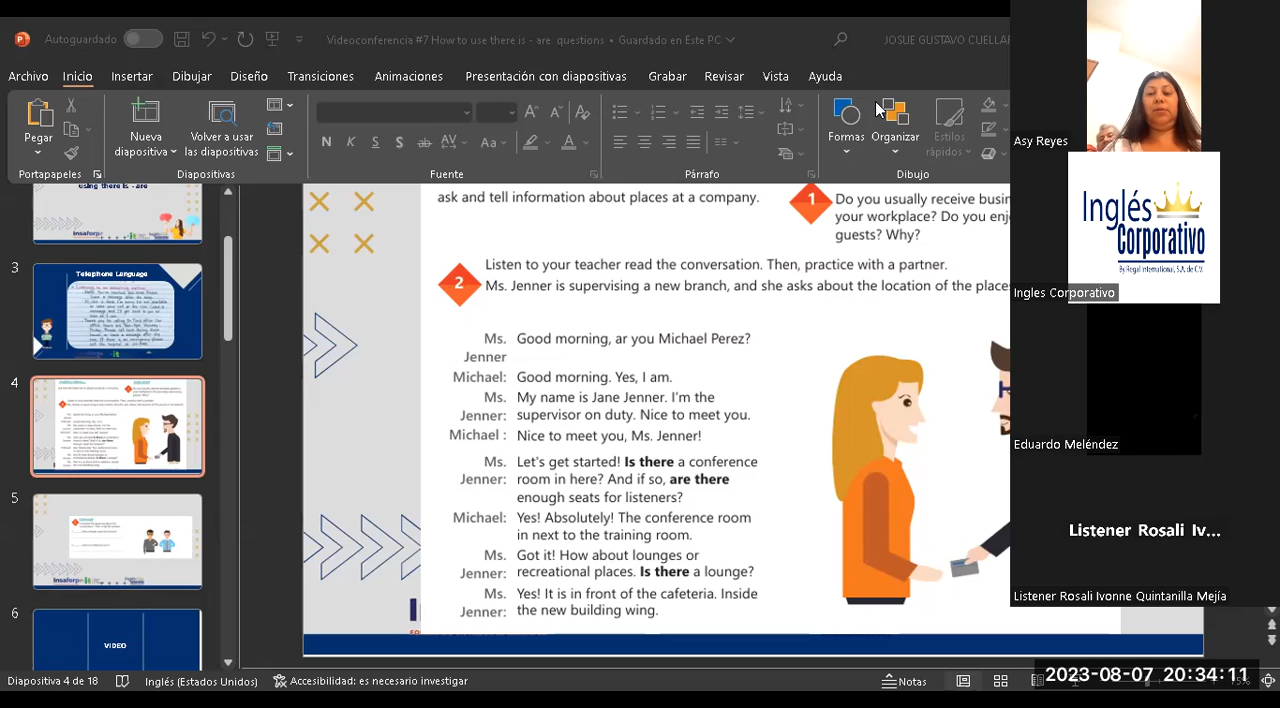 Autoguardado
Videoconferencia #7 How to use there is - are questions • Guardado en Este PC
JOSUE GUSTAVO CUELLAR
Archivo Inicio Insertar Dibujar Diseño Transiciones Animaciones Presentación con diapositivas Grabar Revisar Vista Ayuda
Pegar
Nueva diapositiva
Volver a usar las diapositivas
N K S S ab AV Aa A
Formas
Organizar
Estilos rápidos
Portapapeles
Diapositivas
Fuente
Párrafo
Dibujo
using there is - are
3
Telephone Language
4
5
6
VIDEO
ask and tell information about places at a company.
1
Do you usually receive busin
your workplace? Do you enj
guests? Why?
2
Listen to your teacher read the conversation. Then, practice with a partner.
Ms. Jenner is supervising a new branch, and she asks about the location of the places
Ms. Jenner Good morning, ar you Michael Perez?
Michael: Good morning. Yes, I am.
Ms. Jenner: My name is Jane Jenner. I'm the
supervisor on duty. Nice to meet you.
Michael : Nice to meet you, Ms. Jenner!
Ms. Jenner: Let's get started! Is there a conference
room in here? And if so, are there
enough seats for listeners?
Michael: Yes! Absolutely! The conference room
in next to the training room.
Ms. Jenner: Got it! How about lounges or
recreational places. Is there a lounge?
Ms. Jenner: Yes! It is in front of the cafeteria. Inside
the new building wing.
Asy Reyes
Inglés
Corporativo
By Regal International, S.A. de C.V.
Ingles Corporativo
Eduardo Meléndez
Listener Rosali Iv...
Listener Rosali Ivonne Quintanilla Mejía
Diapositiva 4 de 18
Inglés (Estados Unidos)
Accesibilidad: es necesario investigar
Notas
2023-08-07 20:34:11